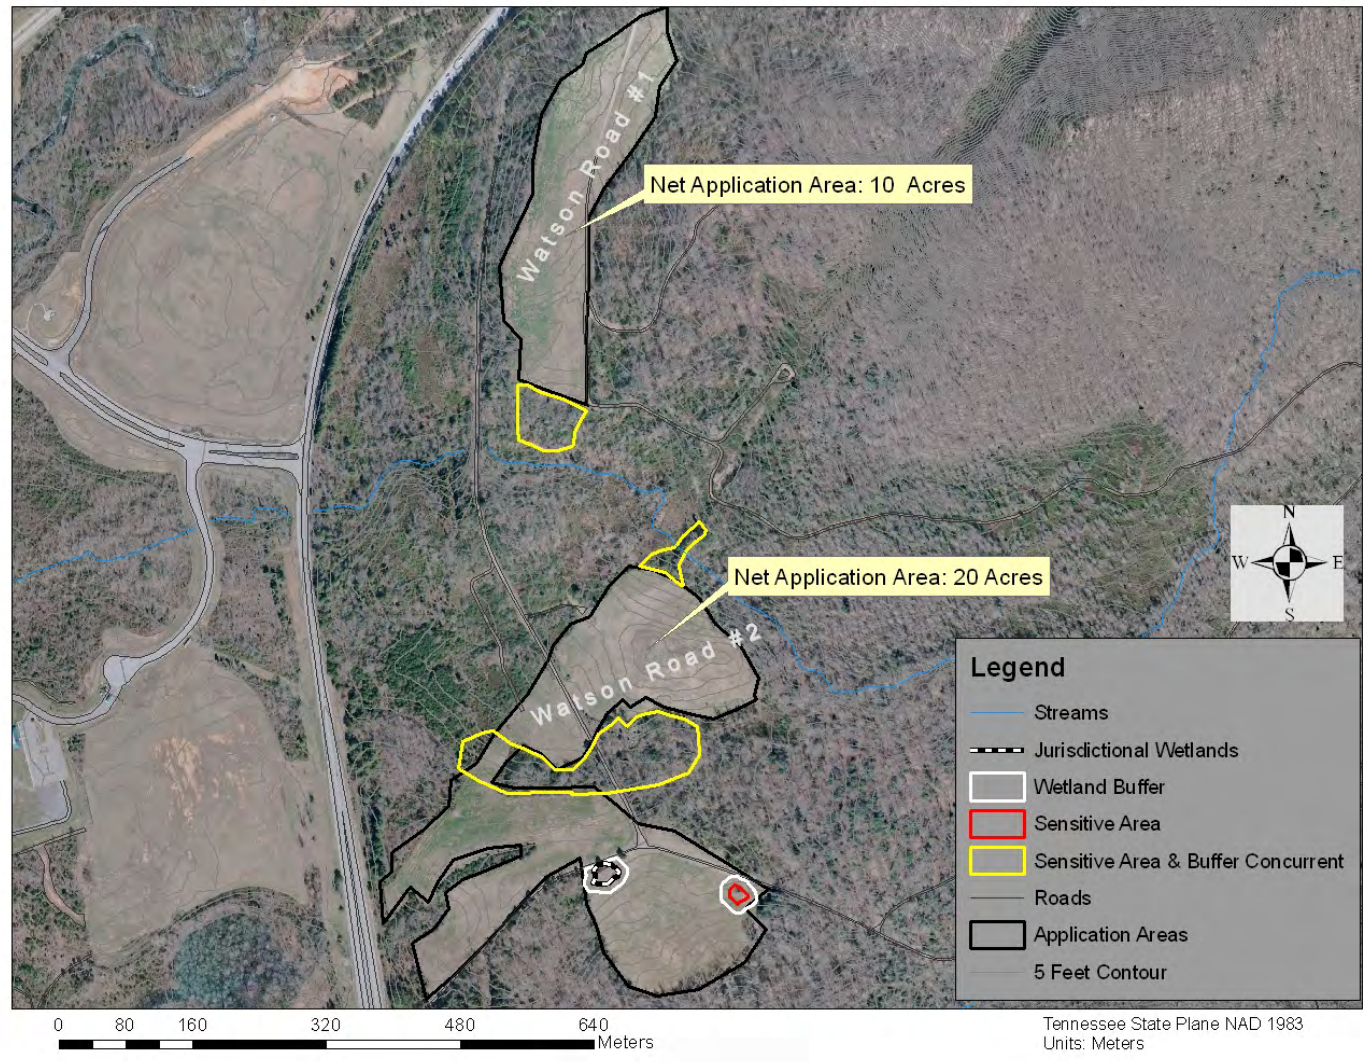 Watson Road #1
Net Application Area: 10 Acres
N
W
E
S
Net Application Area: 20 Acres
Watson Road #2
Legend
Streams
Jurisdictional Wetlands
Wetland Buffer
Sensitive Area
Sensitive Area & Buffer Concurrent
Roads
Application Areas
5 Feet Contour
0 80 160 320 480 640
Meters
Tennessee State Plane NAD 1983
Units: Meters